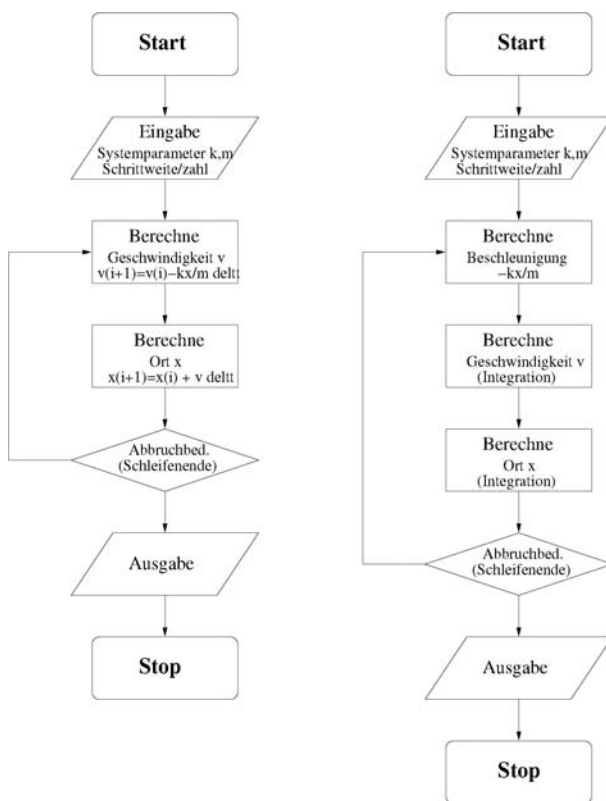 Start
Eingabe
Systemparameter k,m
Schrittweite/zahl
Berechne
Geschwindigkeit v
v(i+1)=v(i)−kx/m deltt
Berechne
Ort x
x(i+1)=x(i) + v deltt
Abbruchbed.
(Schleifenende)
Ausgabe
Stop
Start
Eingabe
Systemparameter k,m
Schrittweite/zahl
Berechne
Beschleunigung
−kx/m
Berechne
Geschwindigkeit v
(Integration)
Berechne
Ort x
(Integration)
Abbruchbed.
(Schleifenende)
Ausgabe
Stop